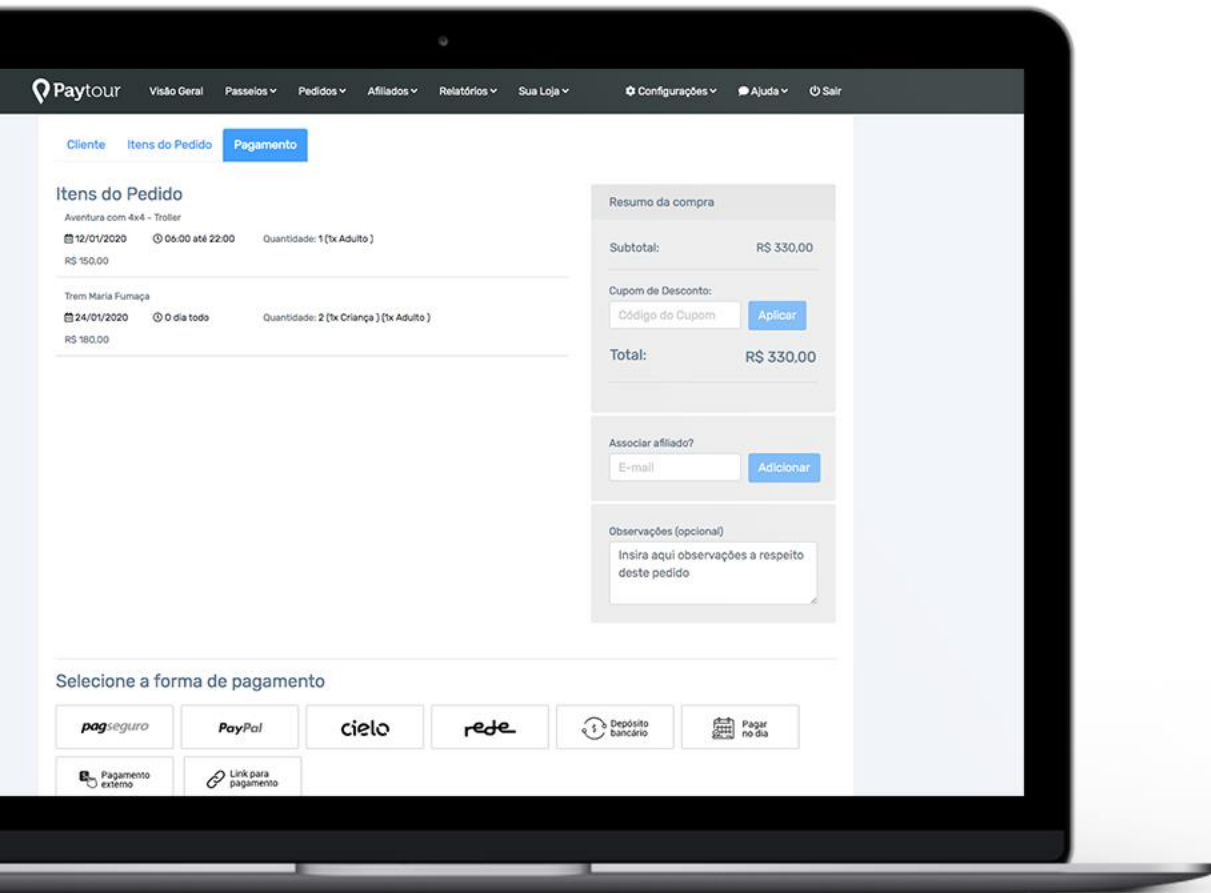 Paytour Visão Geral Passeios Pedidos Afiliados Relatórios Sua Loja Configurações Ajuda Sair
Cliente Itens do Pedido Pagamento
Itens do Pedido
Aventura com 4x4 - Troller
12/01/2020 06:00 até 22:00 Quantidade: 1 (1x Adulto )
R$ 150,00
Trem Maria Fumaça
24/01/2020 O dia todo Quantidade: 2 (1x Criança ) (1x Adulto )
R$ 180,00
Resumo da compra
Subtotal: R$ 330,00
Cupom de Desconto:
Código do Cupom Aplicar
Total: R$ 330,00
Associar afiliado?
E-mail Adicionar
Observações (opcional)
Insira aqui observações a respeito
deste pedido
Selecione a forma de pagamento
pagseguro PayPal cielo rede Depósito
bancário Pagar
no dia
Pagamento
externo Link para
pagamento